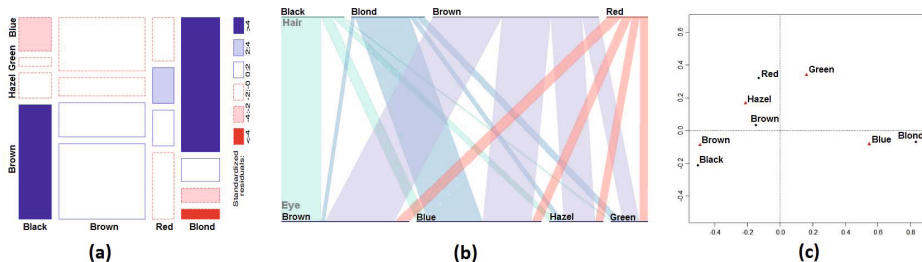 Blue
Green
Hazel
Brown
Black
Brown
Red
Blond
Standardized
residuals:
<-4
-4:-2
-2:-0
0:2
2:4
>4
(a)
Black
Blond
Brown
Red
Hair
Eye
Brown
Blue
Hazel
Green
(b)
0.6
0.4
0.2
0.0
-0.2
-0.4
Green
Red
Hazel
Brown
Brown
Black
Blue
Blond
-0.4
-0.2
0.0
0.2
0.4
0.6
0.8
(c)